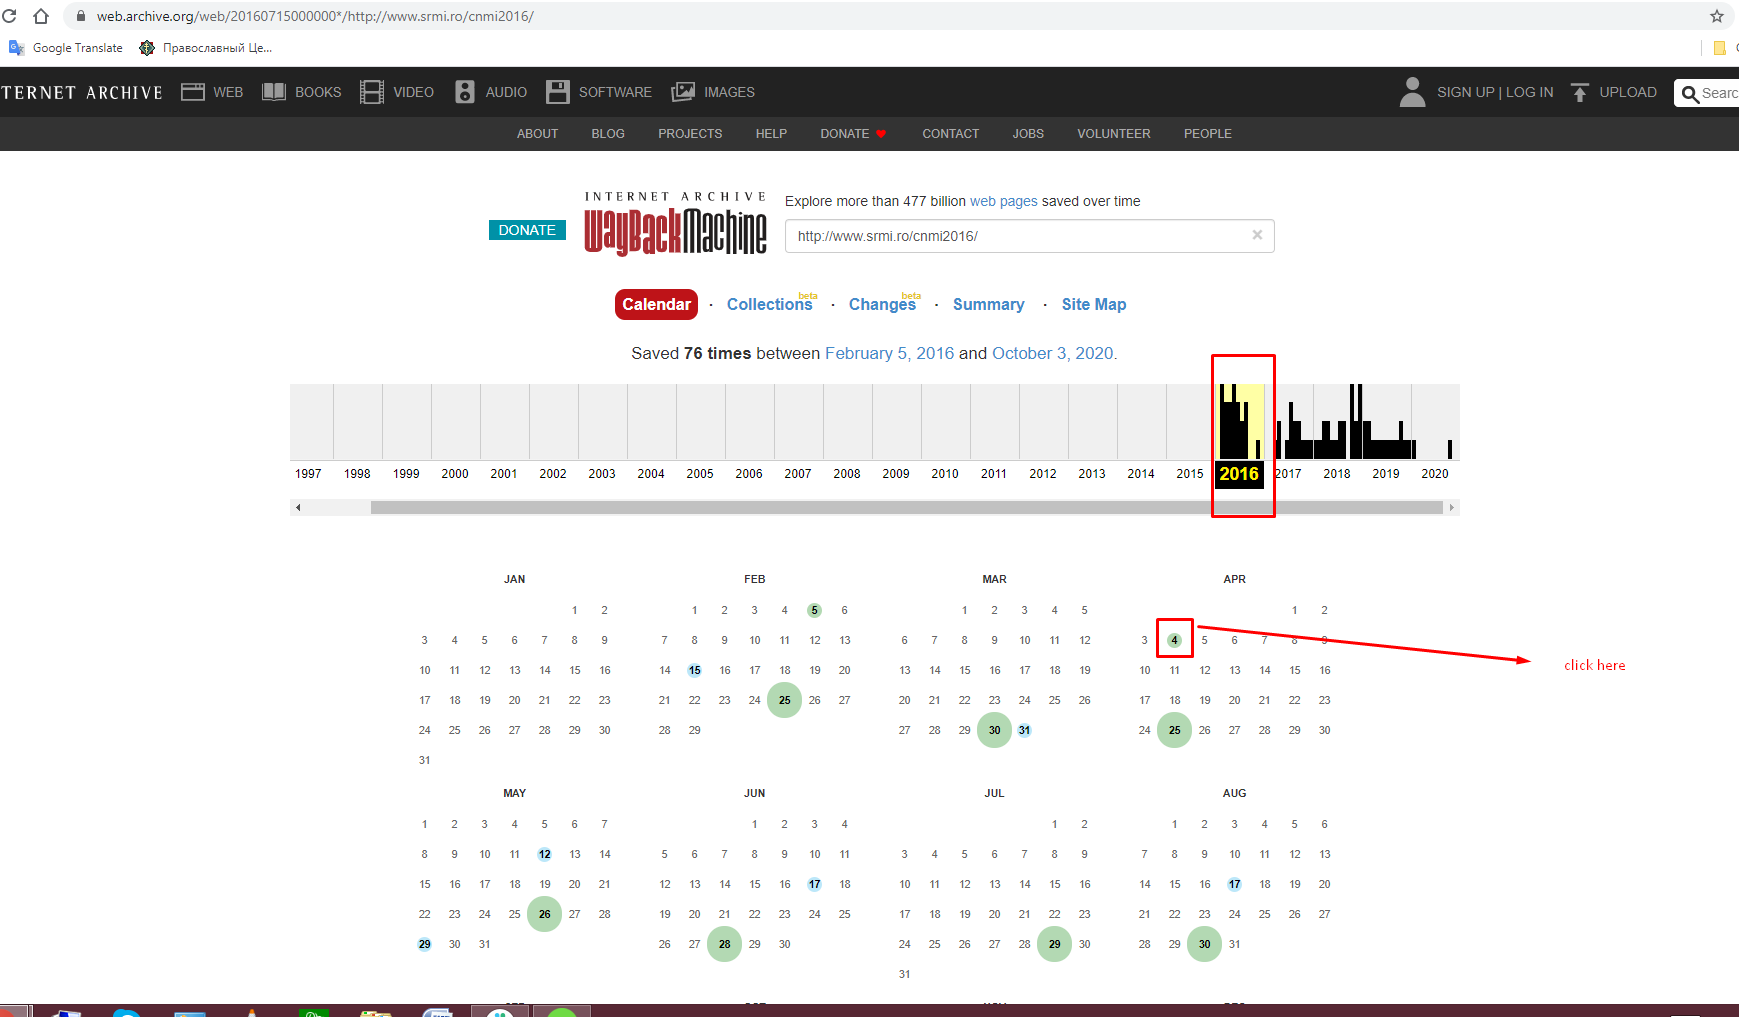 web.archive.org/web/20160715000000*/http://www.srmi.ro/cnmi2016/
Google Translate Православный Це...
TERNET ARCHIVE WEB BOOKS VIDEO AUDIO SOFTWARE IMAGES SIGN UP | LOG IN UPLOAD Searc
ABOUT BLOG PROJECTS HELP DONATE CONTACT JOBS VOLUNTEER PEOPLE
DONATE
INTERNET ARCHIVE
WayBackMachine
Explore more than 477 billion web pages saved over time
http://www.srmi.ro/cnmi2016/ ×
Calendar · Collections beta · Changes beta · Summary · Site Map
Saved 76 times between February 5, 2016 and October 3, 2020.
1997 1998 1999 2000 2001 2002 2003 2004 2005 2006 2007 2008 2009 2010 2011 2012 2013 2014 2015 2016 2017 2018 2019 2020
JAN
1 2
3 4 5 6 7 8 9
10 11 12 13 14 15 16
17 18 19 20 21 22 23
24 25 26 27 28 29 30
31
FEB
1 2 3 4 5 6
7 8 9 10 11 12 13
14 15 16 17 18 19 20
21 22 23 24 25 26 27
28 29
MAR
1 2 3 4 5
6 7 8 9 10 11 12
13 14 15 16 17 18 19
20 21 22 23 24 25 26
27 28 29 30 31
APR
1 2
3 4 5 6 7 8 9
10 11 12 13 14 15 16
17 18 19 20 21 22 23
24 25 26 27 28 29 30
click here
MAY
1 2 3 4 5 6 7
8 9 10 11 12 13 14
15 16 17 18 19 20 21
22 23 24 25 26 27 28
29 30 31
JUN
1 2 3 4
5 6 7 8 9 10 11
12 13 14 15 16 17 18
19 20 21 22 23 24 25
26 27 28 29 30
JUL
1 2
3 4 5 6 7 8 9
10 11 12 13 14 15 16
17 18 19 20 21 22 23
24 25 26 27 28 29 30
31
AUG
1 2 3 4 5 6
7 8 9 10 11 12 13
14 15 16 17 18 19 20
21 22 23 24 25 26 27
28 29 30 31